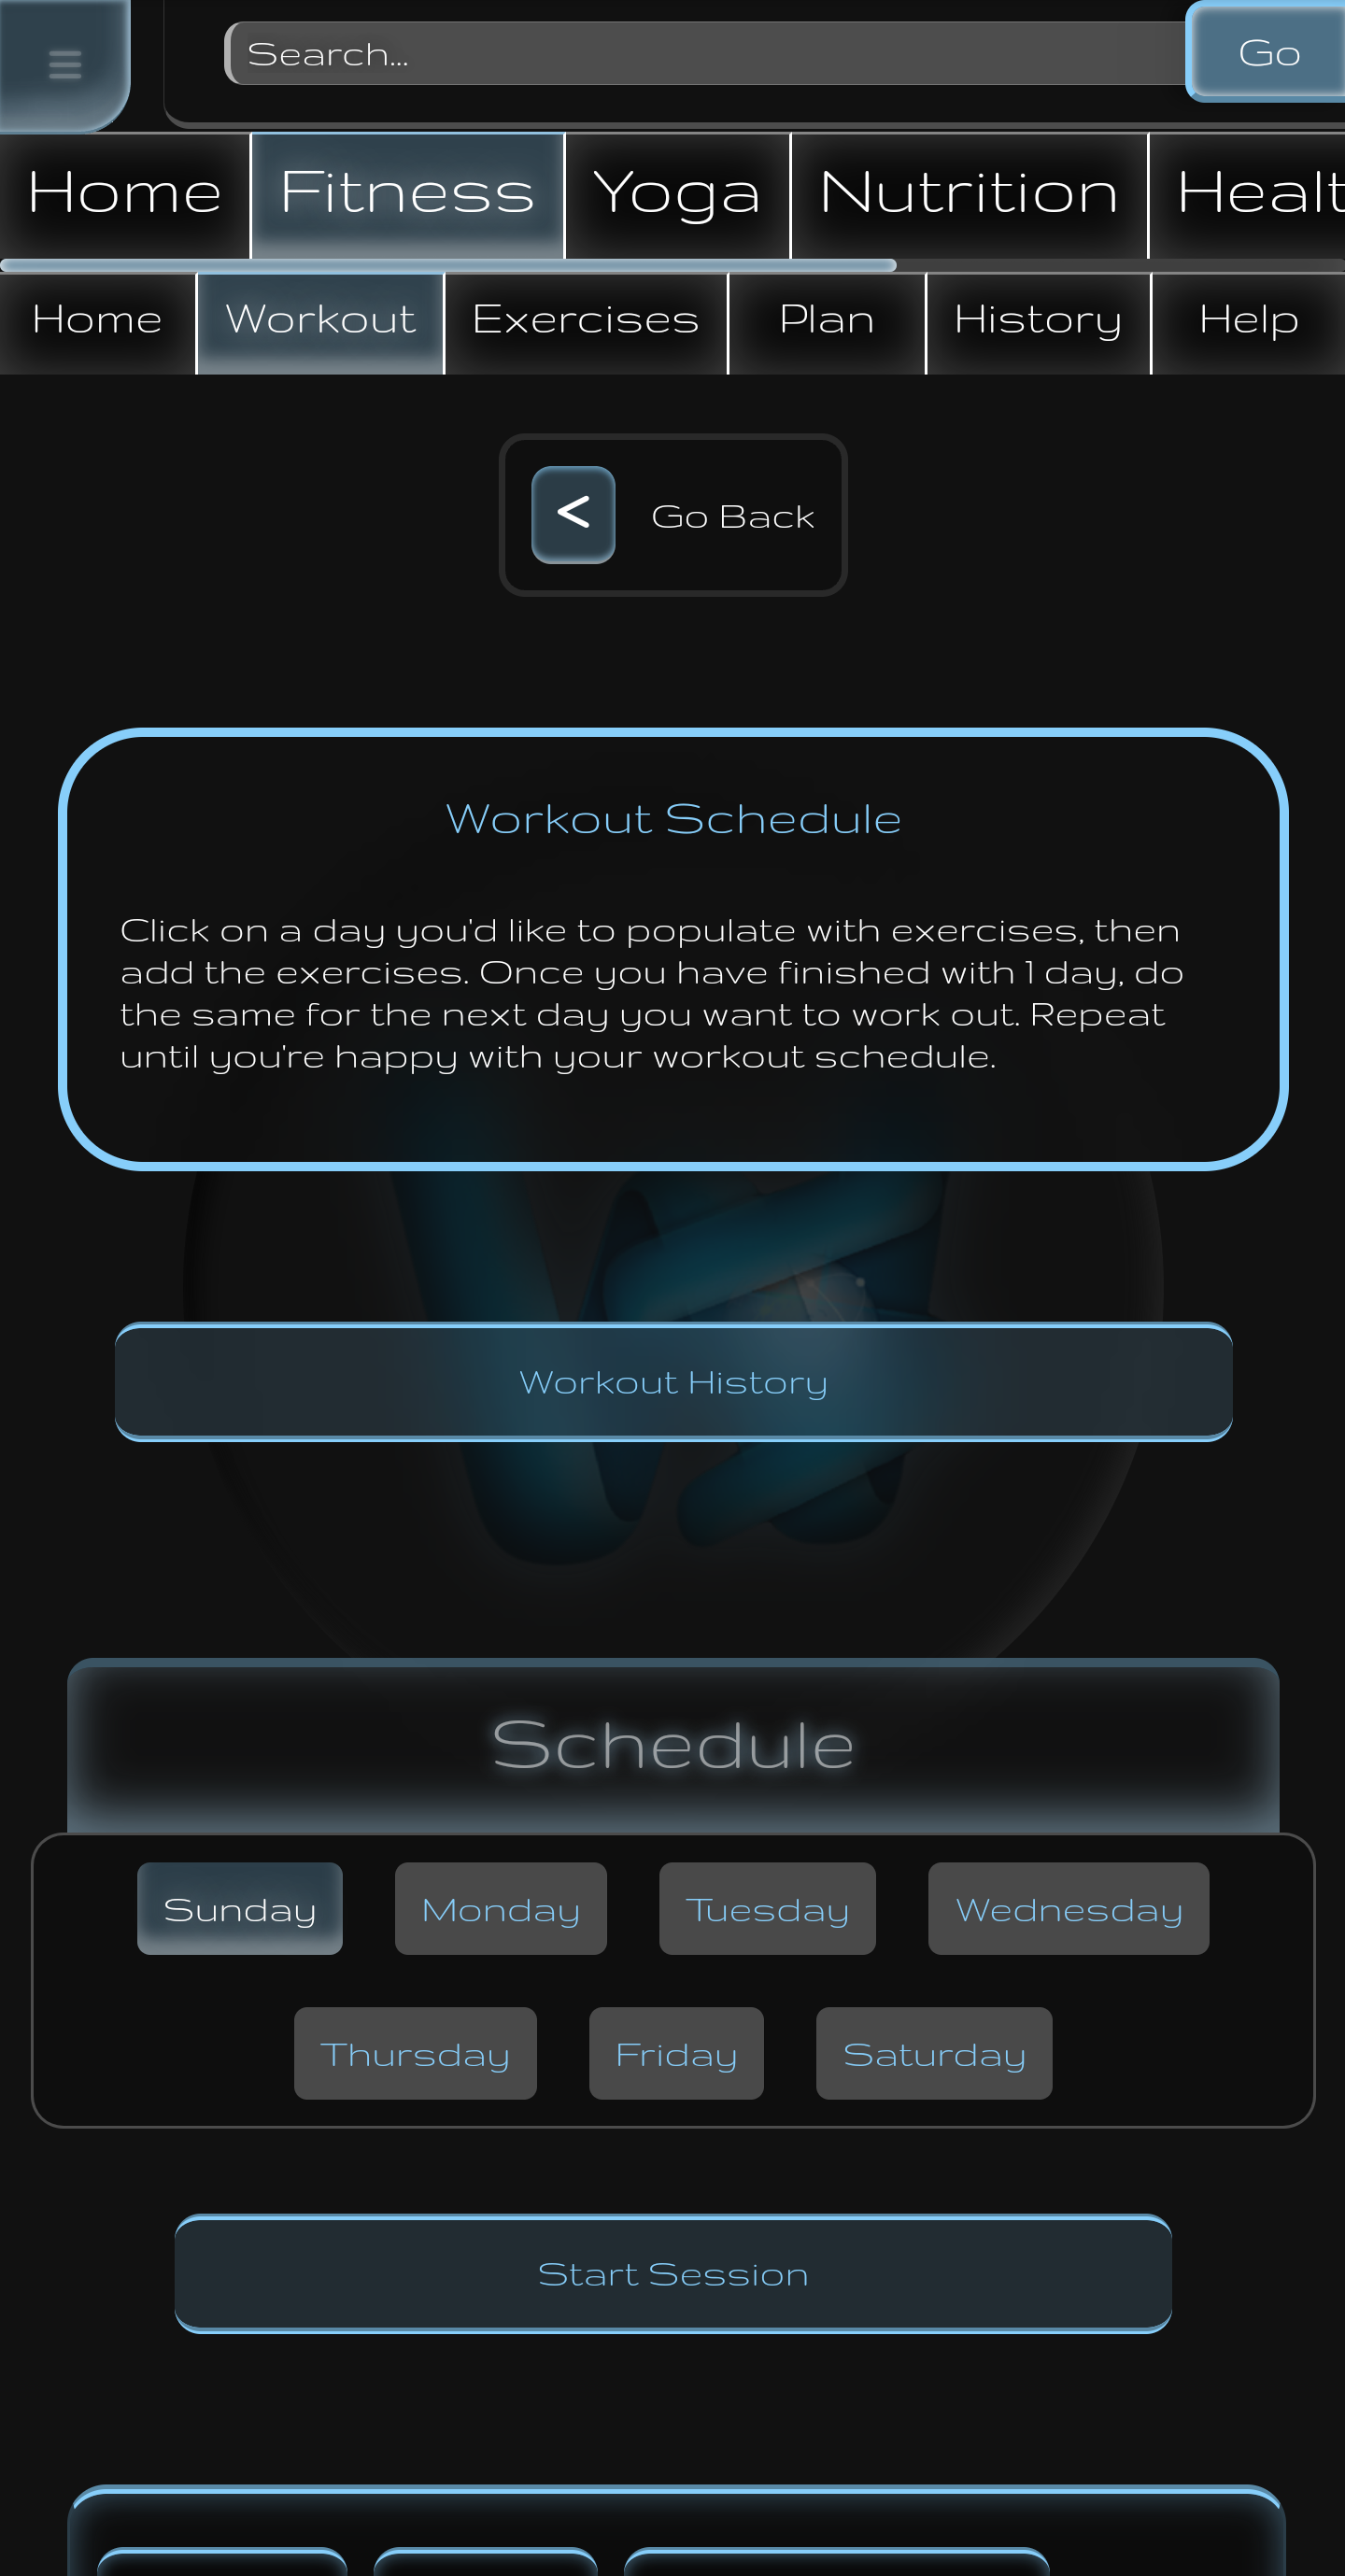 Search...
Go
Home Fitness Yoga Nutrition Healt
Home Workout Exercises Plan History Help
< Go Back
Workout Schedule
Click on a day you'd like to populate with exercises, then
add the exercises. Once you have finished with 1 day, do
the same for the next day you want to work out. Repeat
until you're happy with your workout schedule.
Workout History
Schedule
Sunday Monday Tuesday Wednesday
Thursday Friday Saturday
Start Session